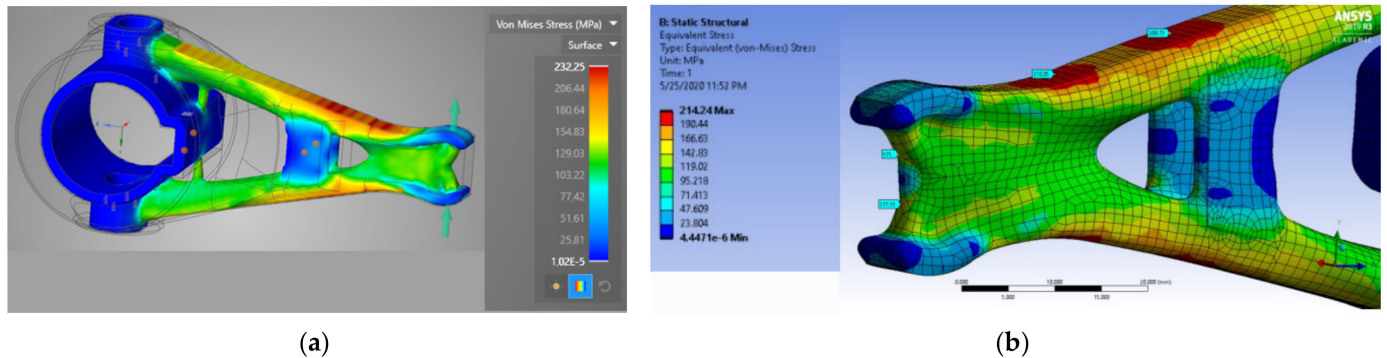 Von Mises Stress (MPa)
Surface
232.25
206.44
180.64
154.83
129.03
103.22
77.42
51.61
25.81
1.02E-5
(a)
B: Static Structural
Equivalent Stress
Type: Equivalent (von-Mises) Stress
Unit: MPa
Time: 1
5/25/2020 11:52 PM
214.24 Max
190.44
166.63
142.83
119.02
95.218
71.413
47.609
23.804
4.4471e-6 Min
ANSYS
2019 R3
ACADEMIC
0.000
10.000
20.000 (mm)
5.000
15.000
(b)